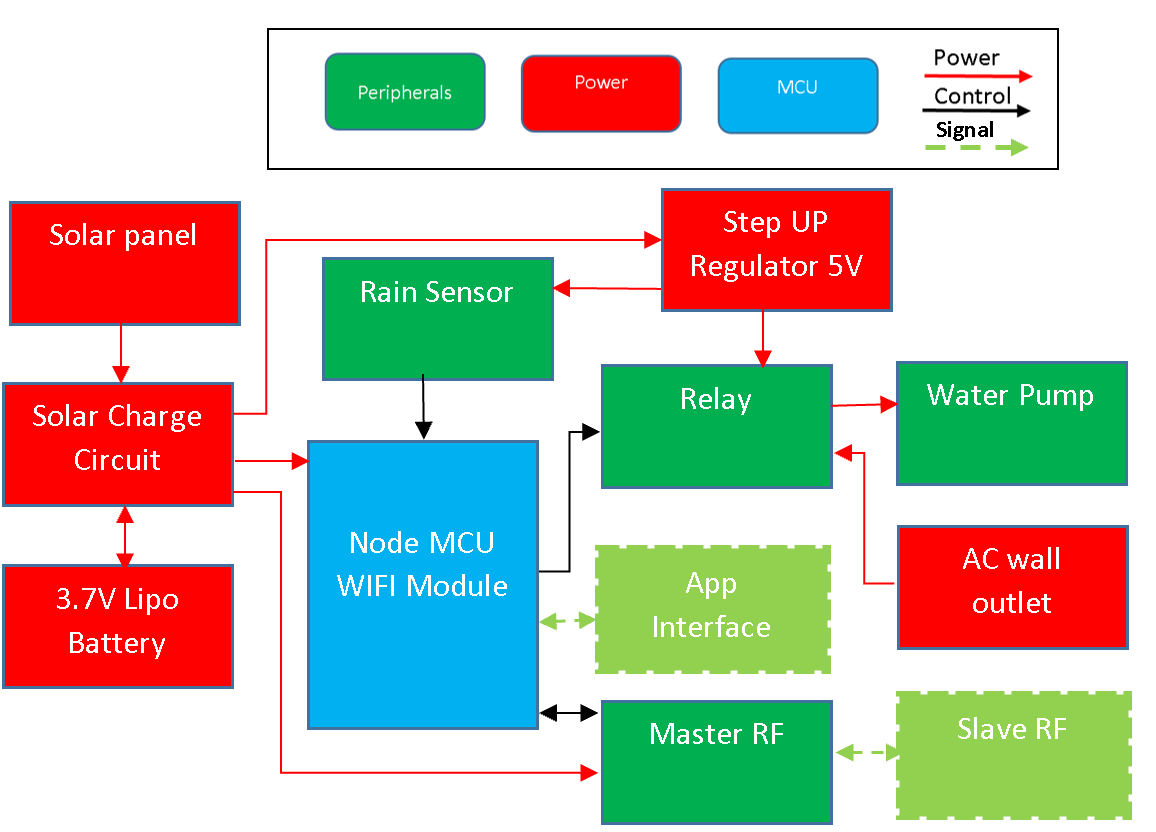 Peripherals
Power
MCU
Power
Control
Signal
Solar panel
Step UP
Regulator 5V
Rain Sensor
Solar Charge
Circuit
Relay
Water Pump
Node MCU
WIFI Module
AC wall
outlet
App
Interface
3.7V Lipo
Battery
Master RF
Slave RF